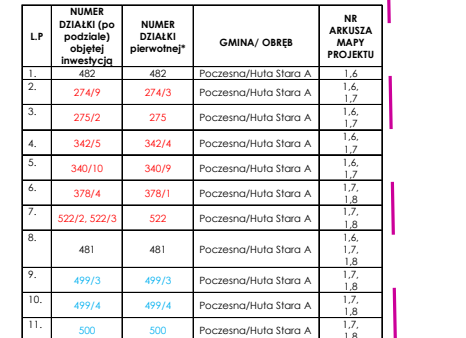 L.P NUMER DZIAŁKI (po podziale) objętej inwestycją NUMER DZIAŁKI pierwotnej* GMINA/ OBRĘB NR ARKUSZA MAPY PROJEKTU
1. 482 482 Poczesna/Huta Stara A 1,6
2. 274/9 274/3 Poczesna/Huta Stara A 1,6, 1,7
3. 275/2 275 Poczesna/Huta Stara A 1,6, 1,7
4. 342/5 342/4 Poczesna/Huta Stara A 1,6, 1,7
5. 340/10 340/9 Poczesna/Huta Stara A 1,6, 1,7
6. 378/4 378/1 Poczesna/Huta Stara A 1,7, 1,8
7. 522/2, 522/3 522 Poczesna/Huta Stara A 1,7, 1,8
8. 481 481 Poczesna/Huta Stara A 1,6, 1,7, 1,8
9. 499/3 499/3 Poczesna/Huta Stara A 1,7, 1,8
10. 499/4 499/4 Poczesna/Huta Stara A 1,7, 1,8
11. 500 500 Poczesna/Huta Stara A 1,7, 1,8